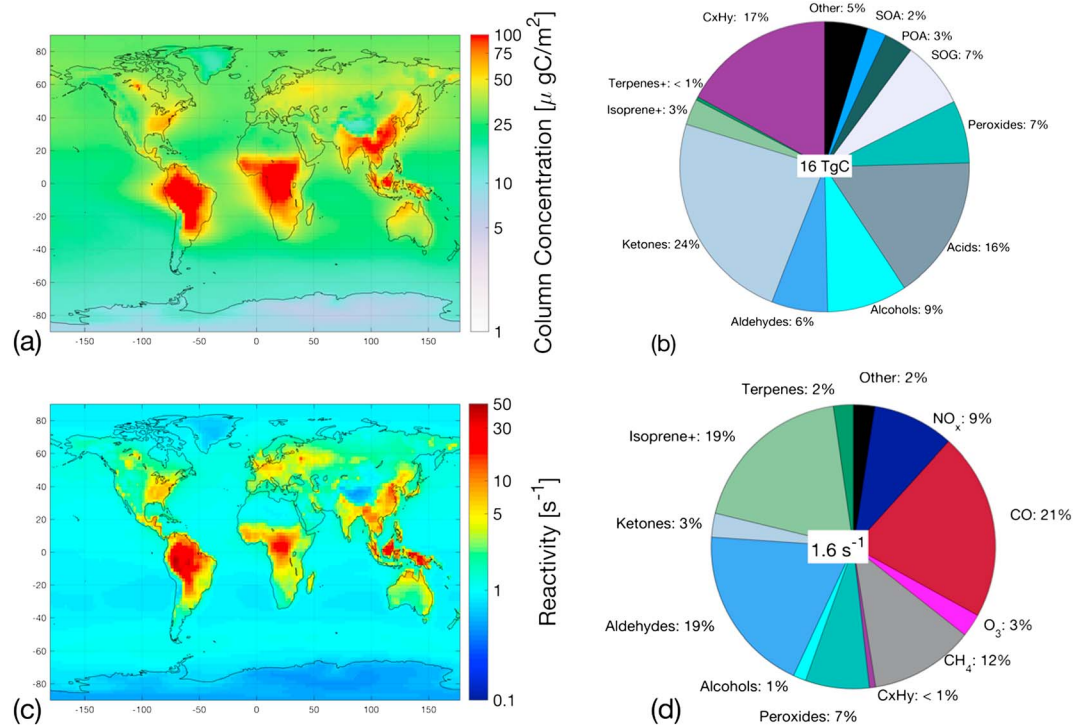 80
60
40
20
0
-20
-40
-60
-80
-150
-100
-50
0
50
100
150
(a)
100
50
25
10
5
1
Column Concentration [μ gC/m²]
Other: 5%
SOA: 2%
POA: 3%
SOG: 7%
Peroxides: 7%
Acids: 16%
Alcohols: 9%
Aldehydes: 6%
Ketones: 24%
Isoprene+: 3%
Terpenes+: < 1%
CxHy: 17%
16 TgC
(b)
80
60
40
20
0
-20
-40
-60
-80
-150
-100
-50
0
50
100
150
(c)
50
30
10
5
1
0.1
Reactivity [s⁻¹]
Other: 2%
NOₓ: 9%
CO: 21%
O₃: 3%
CH₄: 12%
CxHy: < 1%
Peroxides: 7%
Alcohols: 1%
Aldehydes: 19%
Ketones: 3%
Isoprene+: 19%
Terpenes: 2%
1.6 s⁻¹
(d)